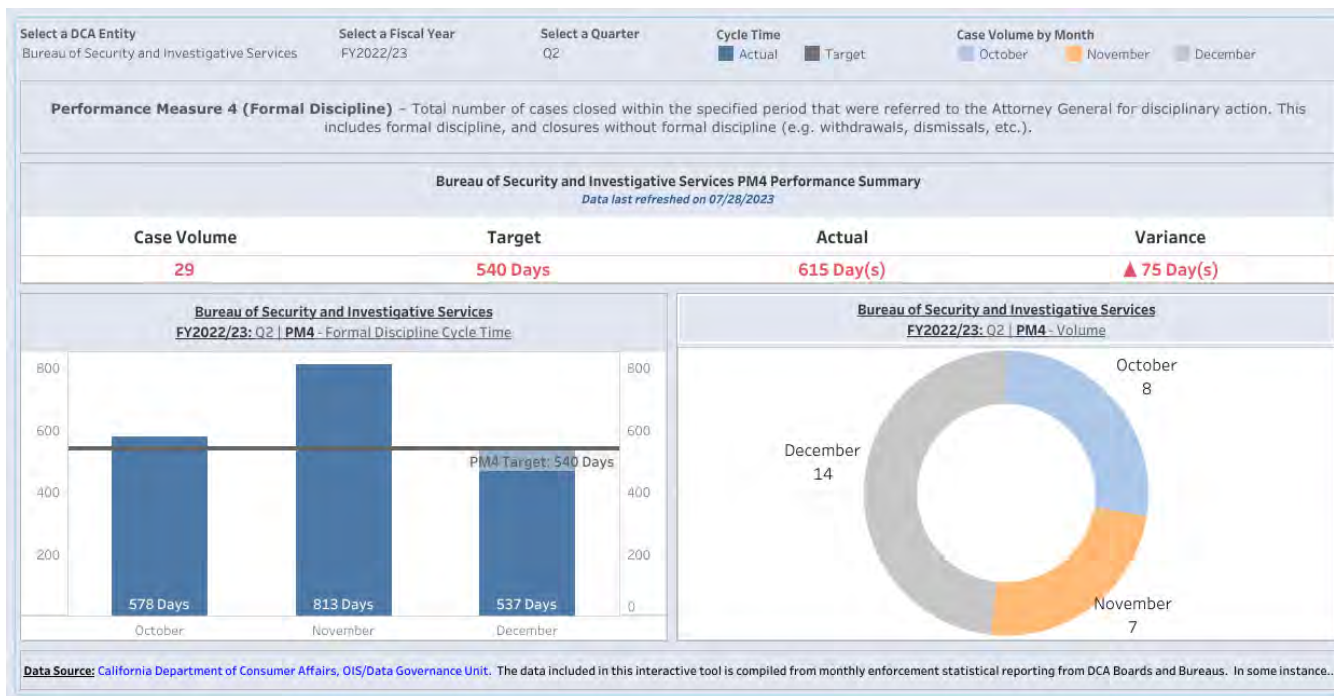 Select a DCA Entity
Select a Fiscal Year
Select a Quarter
Cycle Time
Case Volume by Month
Bureau of Security and Investigative Services
FY2022/23
Q2
Actual
Target
October
November
December
Performance Measure 4 (Formal Discipline) – Total number of cases closed within the specified period that were referred to the Attorney General for disciplinary action. This
includes formal discipline, and closures without formal discipline (e.g. withdrawals, dismissals, etc.).
Bureau of Security and Investigative Services PM4 Performance Summary
Data last refreshed on 07/28/2023
Case Volume
Target
Actual
Variance
29
540 Days
615 Day(s)
▲ 75 Day(s)
Bureau of Security and Investigative Services
FY2022/23: Q2 | PM4 - Formal Discipline Cycle Time
800
600
400
200
PM4 Target: 540 Days
578 Days
813 Days
537 Days
October
November
December
800
600
400
200
0
Bureau of Security and Investigative Services
FY2022/23: Q2 | PM4 - Volume
October
8
December
14
November
7
Data Source: California Department of Consumer Affairs, OIS/Data Governance Unit. The data included in this interactive tool is compiled from monthly enforcement statistical reporting from DCA Boards and Bureaus. In some instance...